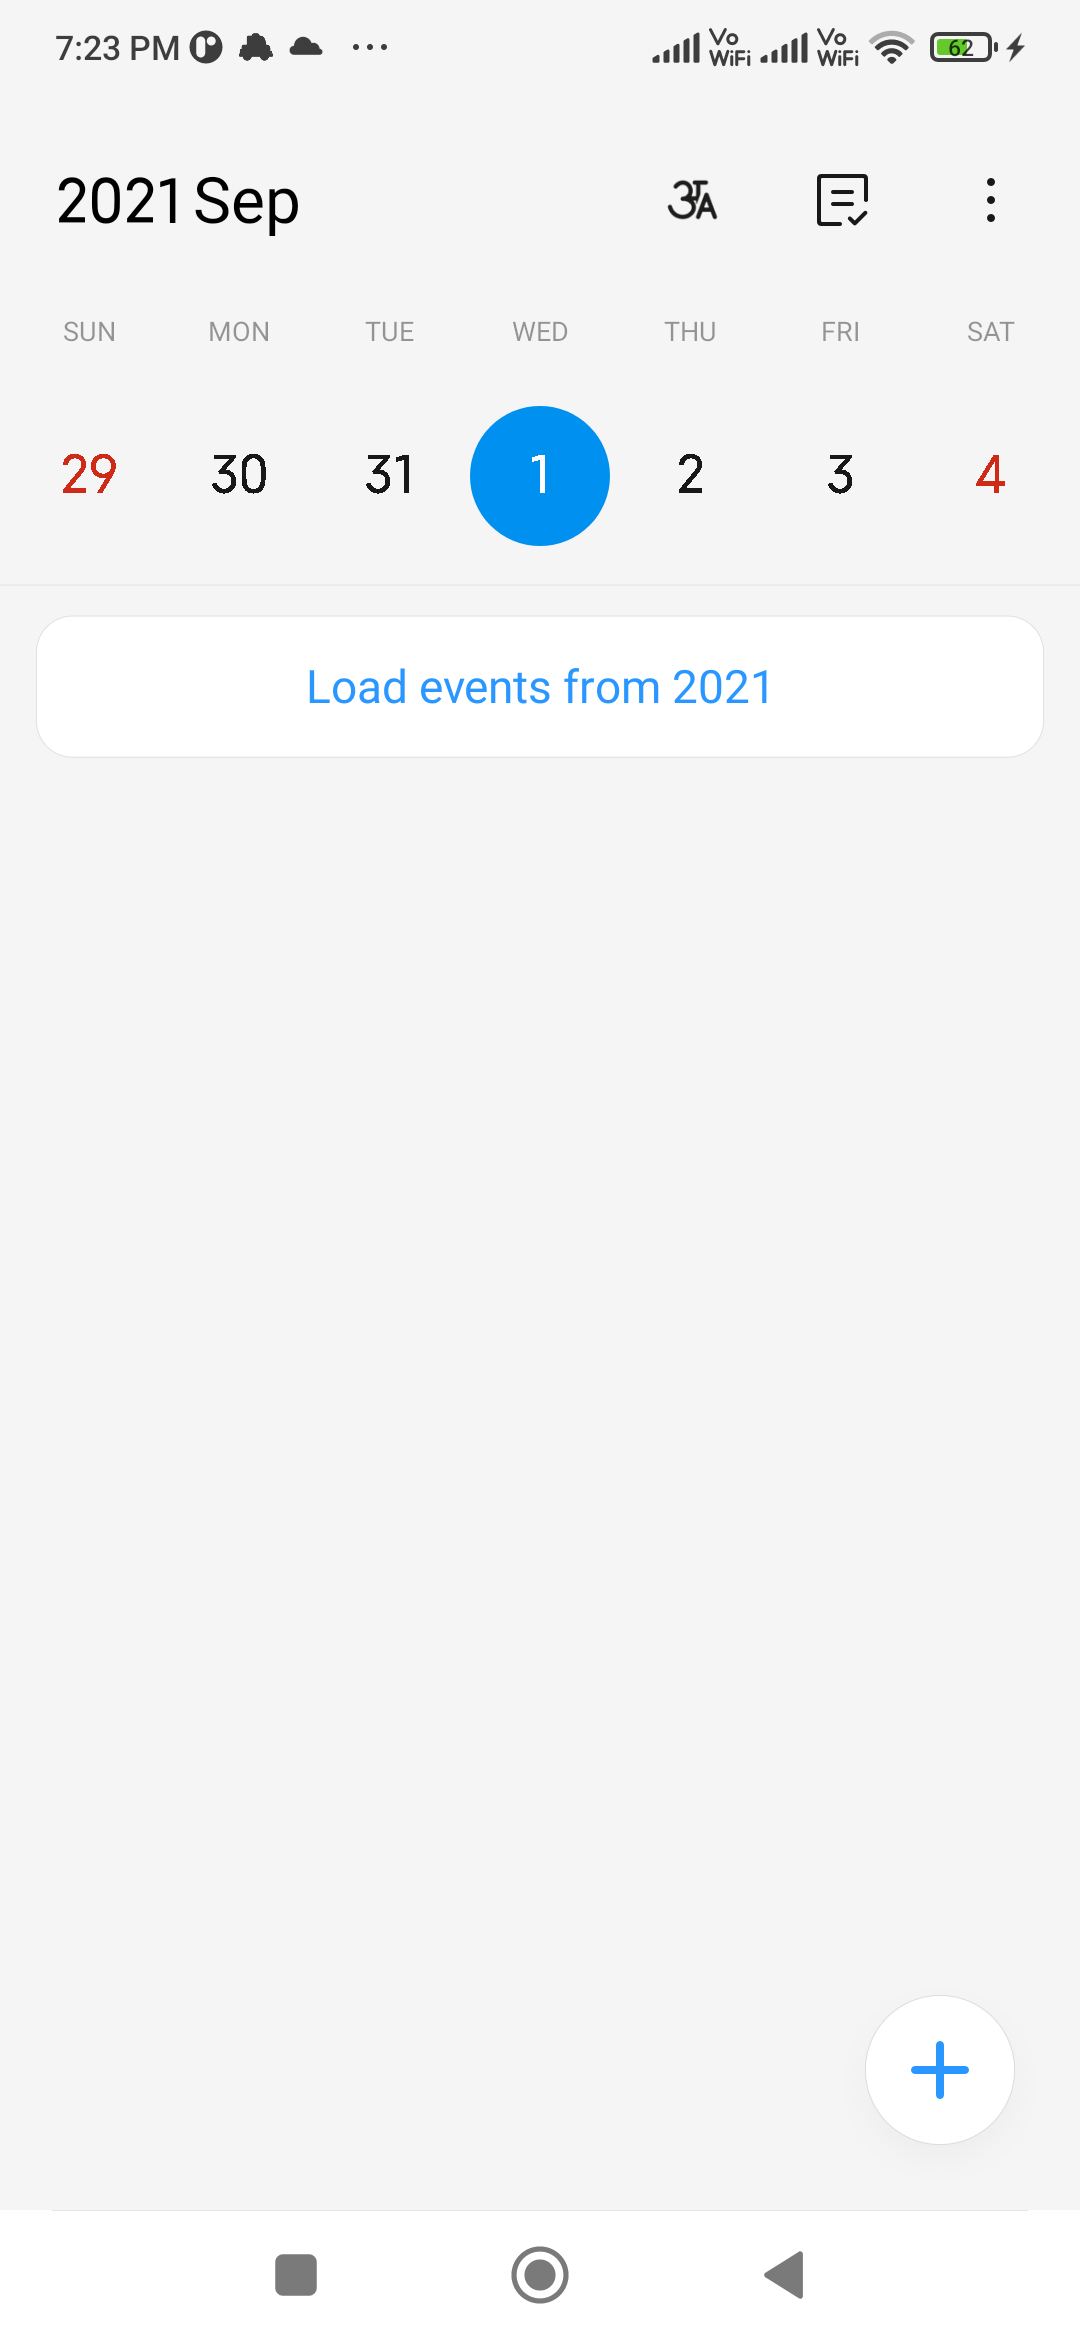 7:23 PM Vo WiFi Vo WiFi 62
2021 Sep अA
SUN MON TUE WED THU FRI SAT
29 30 31 1 2 3 4
Load events from 2021